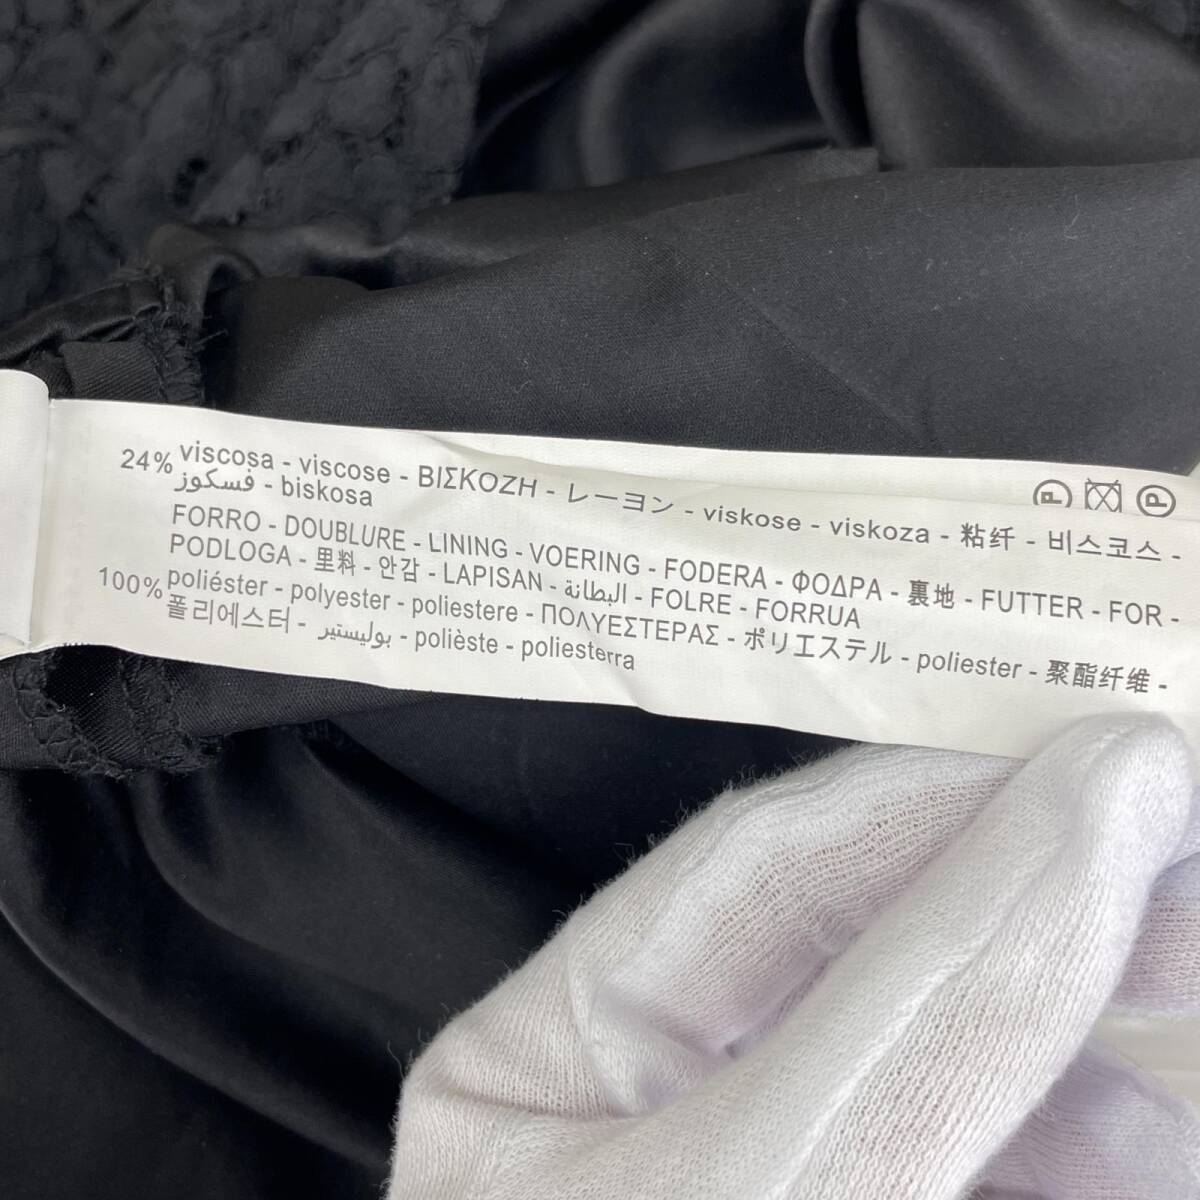 24% viscosa - viscose - ΒΙΣΚΟΖΗ - レーヨン - viskose - viskoza - 粘纤 - 비스코스 -
فسكوز - biskosa
FORRO - DOUBLURE - LINING - VOERING - FODERA - ΦΟΔΡΑ - 裏地 - FUTTER - FOR -
PODLOGA - 里料 - 안감 - LAPISAN - البطانة - FOLRE - FORRUA
100% poliéster - polyester - poliestere - ΠΟΛΥΕΣΤΕΡΑΣ - ポリエステル - poliester - 聚酯纤维 -
폴리에스터 - بوليستير - polièste - poliesterra
P P